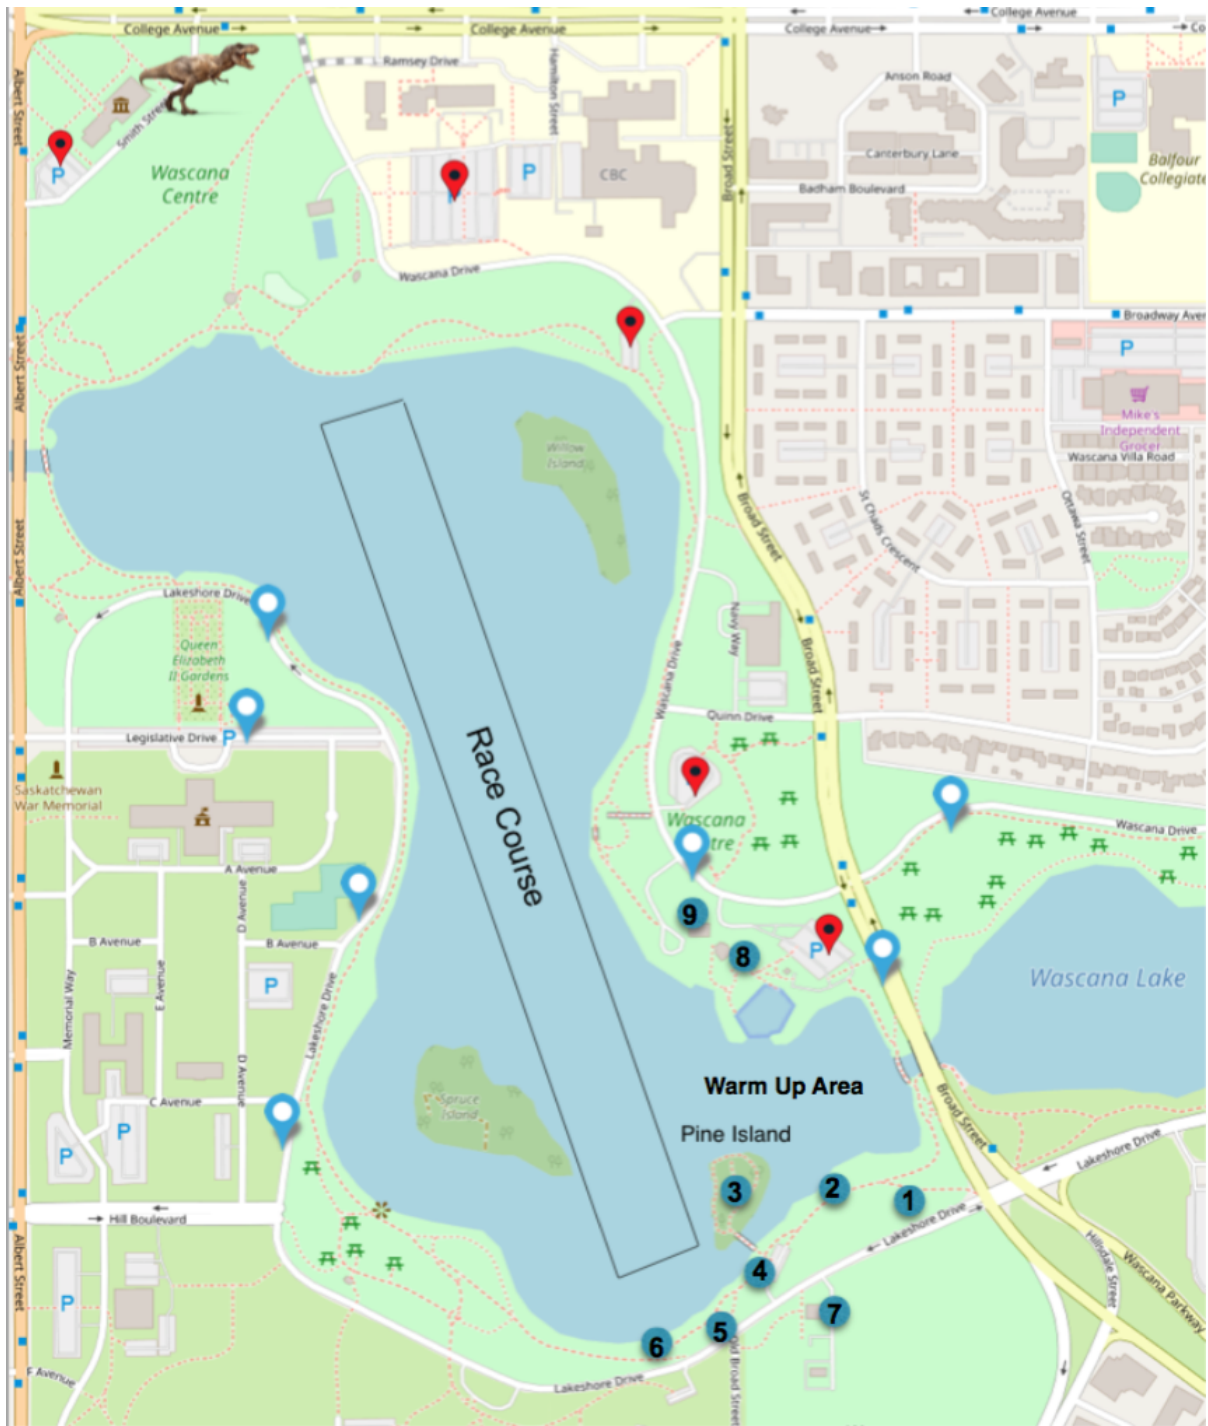 College Avenue
College Avenue
College Avenue
College Avenue
Co
Albert Street
Ramsey Drive
Hamilton Street
Anson Road
P
Smith Stree
Broad Street
Canterbury Lane
Balfour
Collegiate
P
Wascana
Centre
P
P
CBC
Badham Boulevard
Wascana Drive
Broadway Aven
Albert Street
P
Mike's
Independent
Grocer
Willow
Island
Wascana Villa Road
Albert Street
Broad Street
St Chads Crescent
Ottawa Street
Lakeshore Drive
Queen
Elizabeth
II Gardens
Navy Way
Wascana Drive
Broad Street
Legislative Drive
P
Quinn Drive
Race Course
Saskatchewan
War Memorial
Wascana
tre
Wascana Drive
A Avenue
D Avenue
B Avenue
B Avenue
9
8
P
E Avenue
P
Memorial Way
Lakeshore Drive
Wascana Lake
Warm Up Area
D Avenue
C Avenue
Spruce
Island
Broad Street
P
P
Pine Island
Lakeshore Drive
3
2
1
Hill Boulevard
Lakeshore Drive
Albert Street
4
Hillsdale Street
Wascana Parkway
P
7
5
6
Old Broad Street
F Avenue
Lakeshore Drive